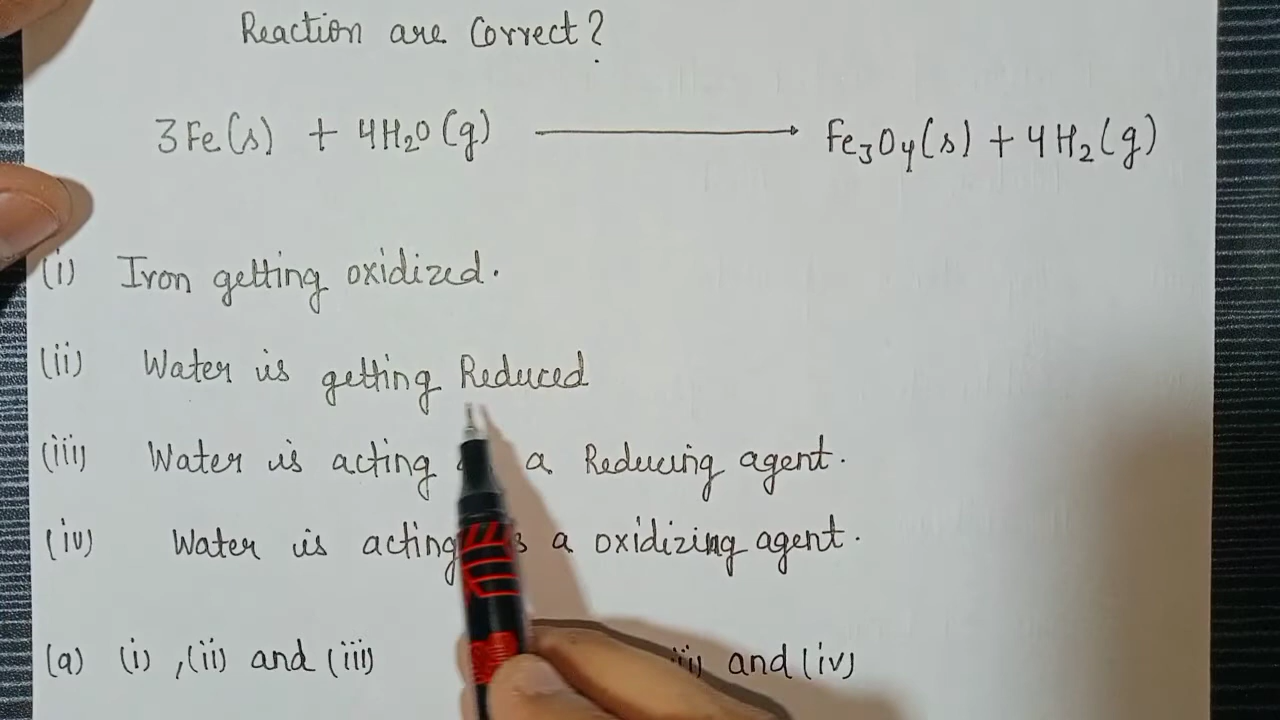 Reaction are Correct?
3Fe(s) + 4H₂O(g) ⟶ Fe₃O₄(s) + 4H₂(g)
(i) Iron getting oxidized.
(ii) Water is getting Reduced
(iii) Water is acting a Reducing agent.
(iv) Water is acting a oxidizing agent.
(a) (i) ,(ii) and (iii) and (iv)